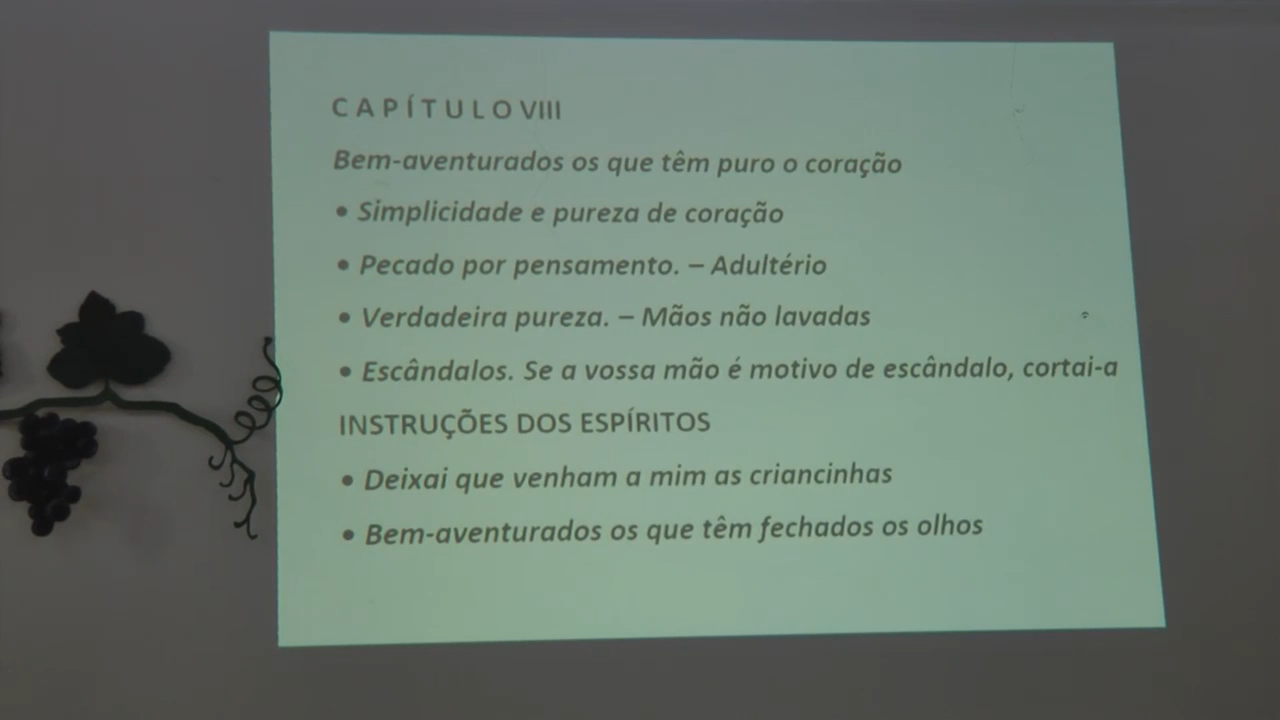 C A P Í T U L O VIII
Bem-aventurados os que têm puro o coração
• Simplicidade e pureza de coração
• Pecado por pensamento. – Adultério
• Verdadeira pureza. – Mãos não lavadas
• Escândalos. Se a vossa mão é motivo de escândalo, cortai-a
INSTRUÇÕES DOS ESPÍRITOS
• Deixai que venham a mim as criancinhas
• Bem-aventurados os que têm fechados os olhos